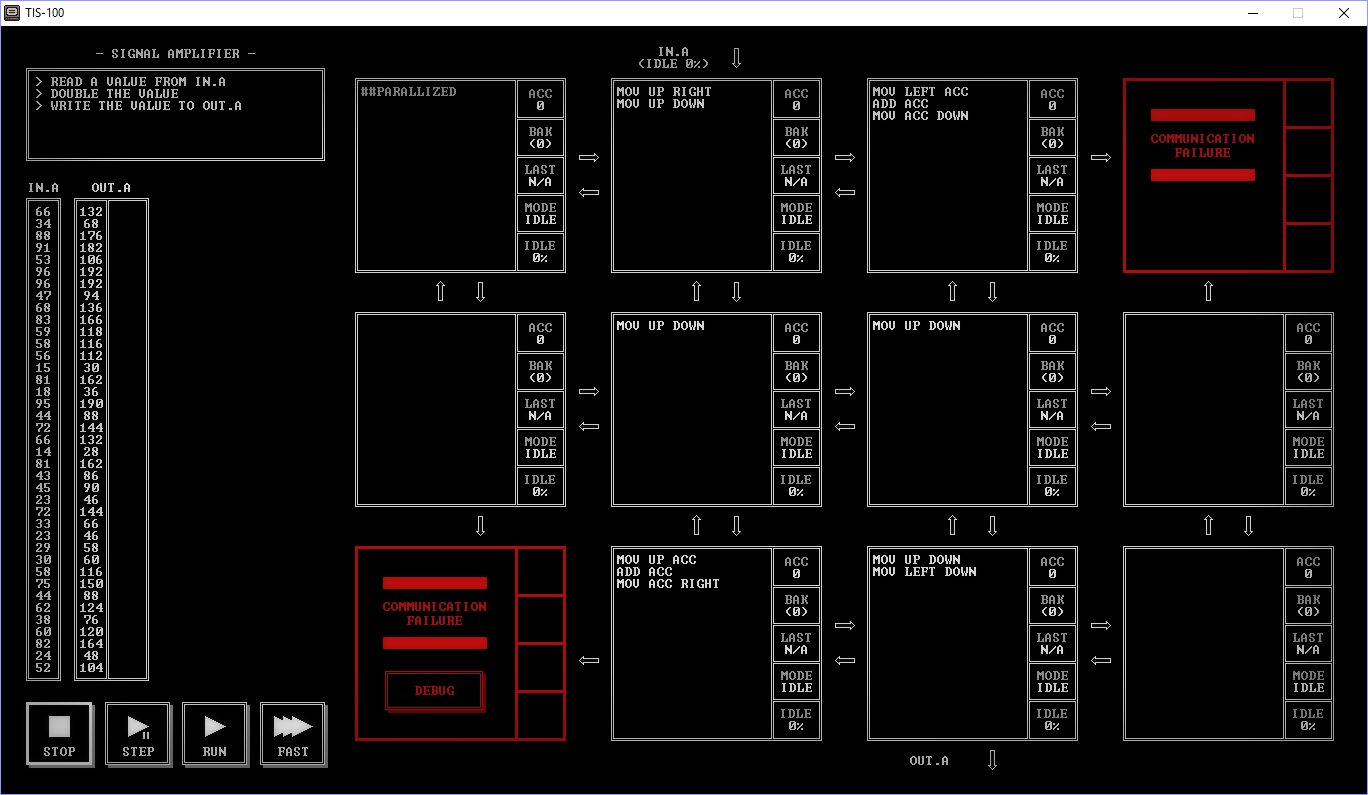 TIS-100
- SIGNAL AMPLIFIER -
> READ A VALUE FROM IN.A
> DOUBLE THE VALUE
> WRITE THE VALUE TO OUT.A
IN.A OUT.A
66 132
34 68
88 176
91 182
53 106
96 192
96 192
47 94
68 136
83 166
59 118
58 116
56 112
15 30
81 162
18 36
95 190
44 88
72 144
66 132
14 28
81 162
43 86
45 90
23 46
72 144
33 66
23 46
29 58
30 60
58 116
75 150
44 88
62 124
38 76
60 120
82 164
24 48
52 104
STOP STEP RUN FAST
IN.A
(IDLE 0%)
##PARALLIZED
ACC
0
BAK
(0)
LAST
N/A
MODE
IDLE
IDLE
0%
MOV UP RIGHT
MOV UP DOWN
ACC
0
BAK
(0)
LAST
N/A
MODE
IDLE
IDLE
0%
MOV LEFT ACC
ADD ACC
MOV ACC DOWN
ACC
0
BAK
(0)
LAST
N/A
MODE
IDLE
IDLE
0%
COMMUNICATION
FAILURE
ACC
0
BAK
(0)
LAST
N/A
MODE
IDLE
IDLE
0%
MOV UP DOWN
ACC
0
BAK
(0)
LAST
N/A
MODE
IDLE
IDLE
0%
MOV UP DOWN
ACC
0
BAK
(0)
LAST
N/A
MODE
IDLE
IDLE
0%
ACC
0
BAK
(0)
LAST
N/A
MODE
IDLE
IDLE
0%
COMMUNICATION
FAILURE
DEBUG
MOV UP ACC
ADD ACC
MOV ACC RIGHT
ACC
0
BAK
(0)
LAST
N/A
MODE
IDLE
IDLE
0%
MOV UP DOWN
MOV LEFT DOWN
ACC
0
BAK
(0)
LAST
N/A
MODE
IDLE
IDLE
0%
ACC
0
BAK
(0)
LAST
N/A
MODE
IDLE
IDLE
0%
OUT.A